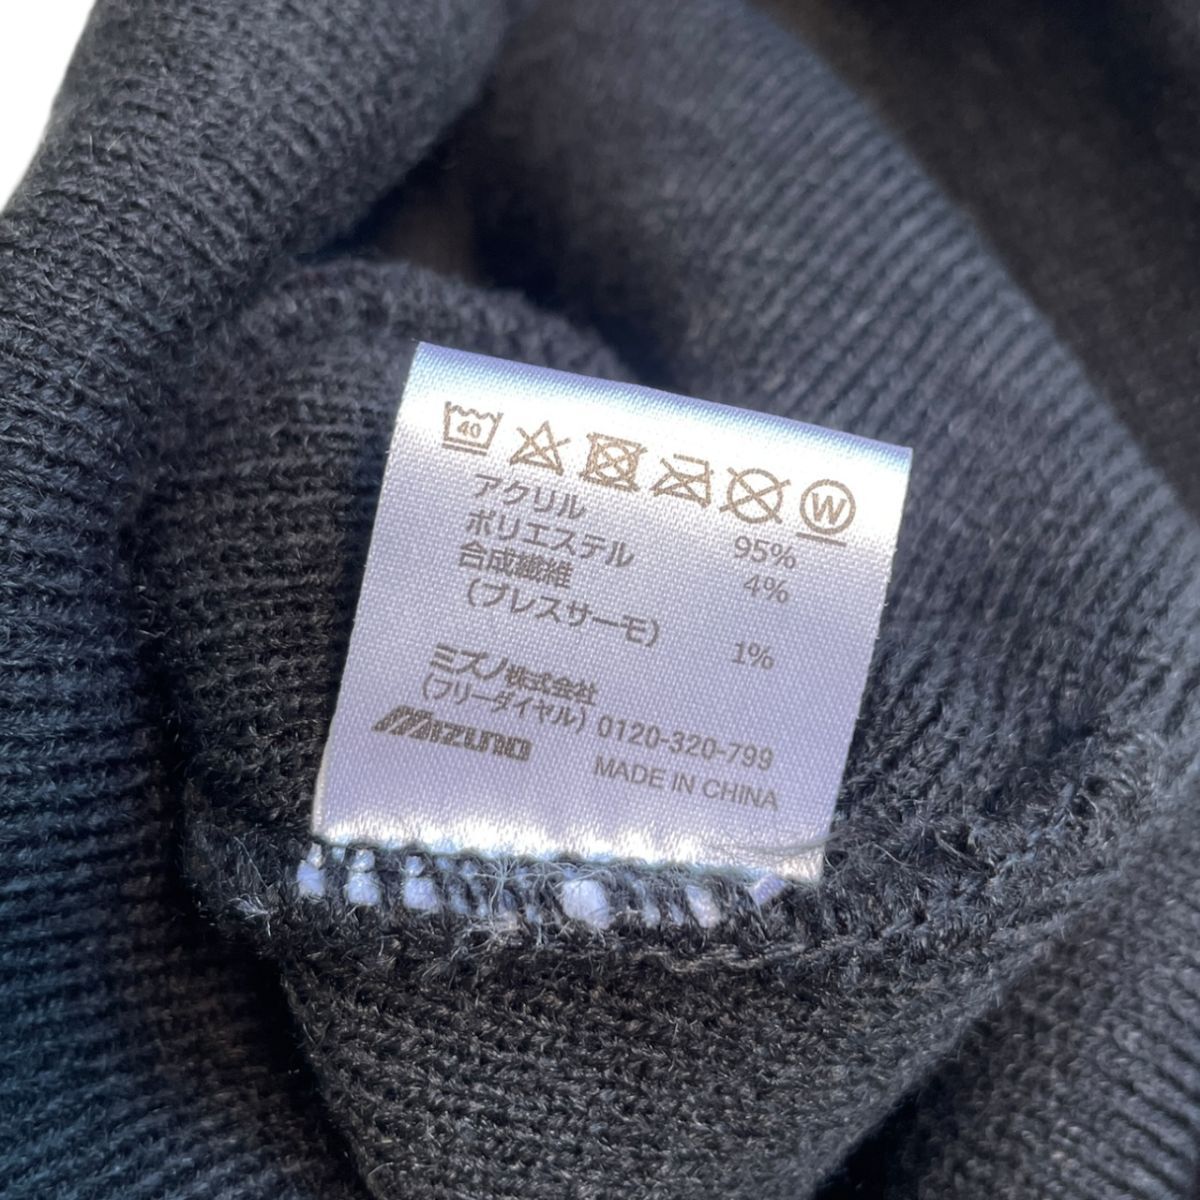 40
W
アクリル 95%
ポリエステル 4%
合成繊維
（ブレスサーモ） 1%
ミズノ株式会社
（フリーダイヤル）0120-320-799
MIZUNO
MADE IN CHINA